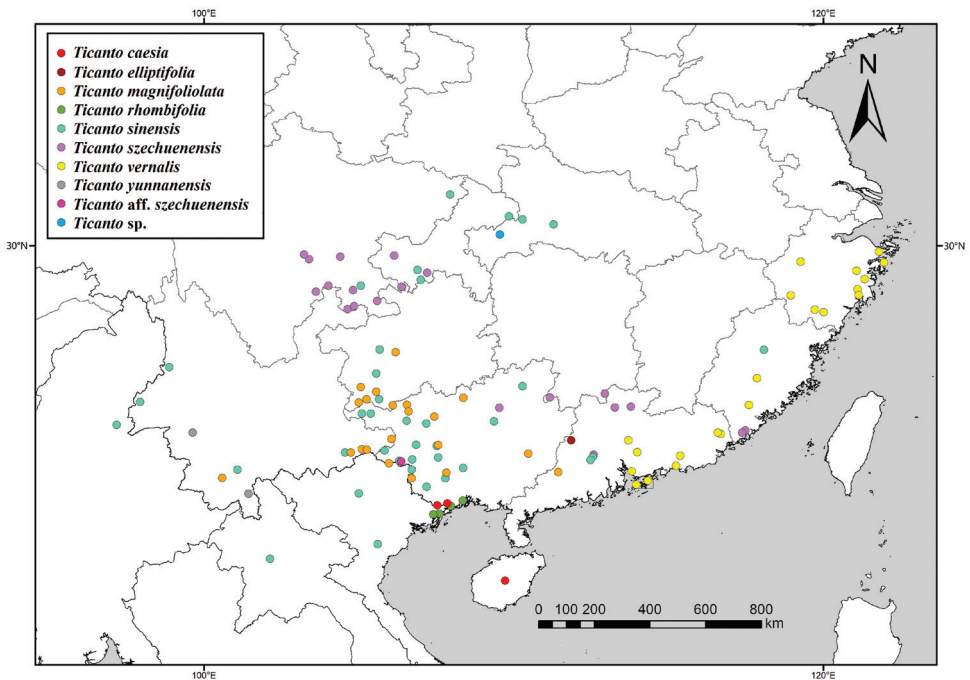 100°E 120°E
Ticanto caesia
Ticanto elliptifolia
Ticanto magnifoliolata
Ticanto rhombifolia
Ticanto sinensis
Ticanto szechuenensis
Ticanto vernalis
Ticanto yunnanensis
Ticanto aff. szechuenensis
Ticanto sp.
N
30°N 30°N
0 100 200 400 600 800
km
100°E 120°E